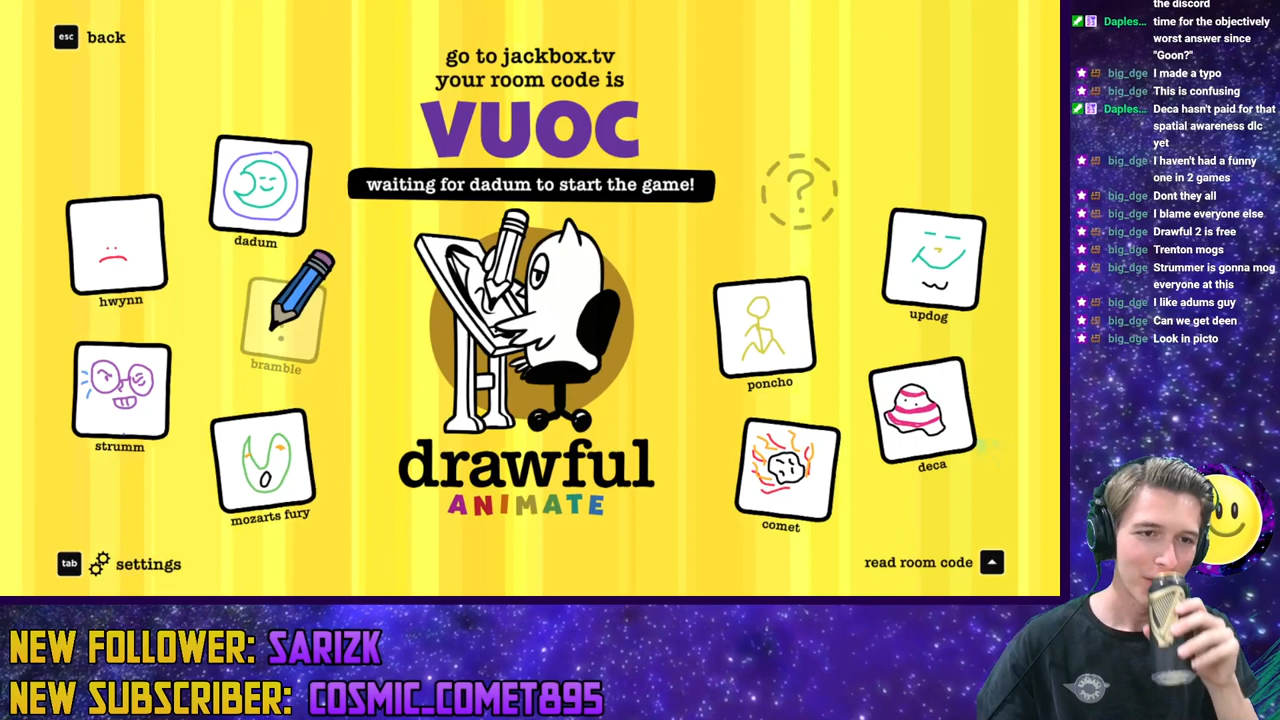 esc back
go to jackbox.tv
your room code is
VUOC
waiting for dadum to start the game!
dadum
hwynn
bramble
strumm
mozarts fury
updog
poncho
deca
comet
drawful
ANIMATE
tab settings
read room code
the discord
Daples... time for the objectively
worst answer since
"Goon?"
big_dge I made a typo
big_dge This is confusing
Daples... Deca hasn't paid for that
spatial awareness dlc
yet
big_dge I haven't had a funny
one in 2 games
big_dge Dont they all
big_dge I blame everyone else
big_dge Drawful 2 is free
big_dge Trenton mogs
big_dge Strummer is gonna mog
everyone at this
big_dge I like adums guy
big_dge Can we get deen
big_dge Look in picto
NEW FOLLOWER: SARIZK
NEW SUBSCRIBER: COSMIC_COMET895